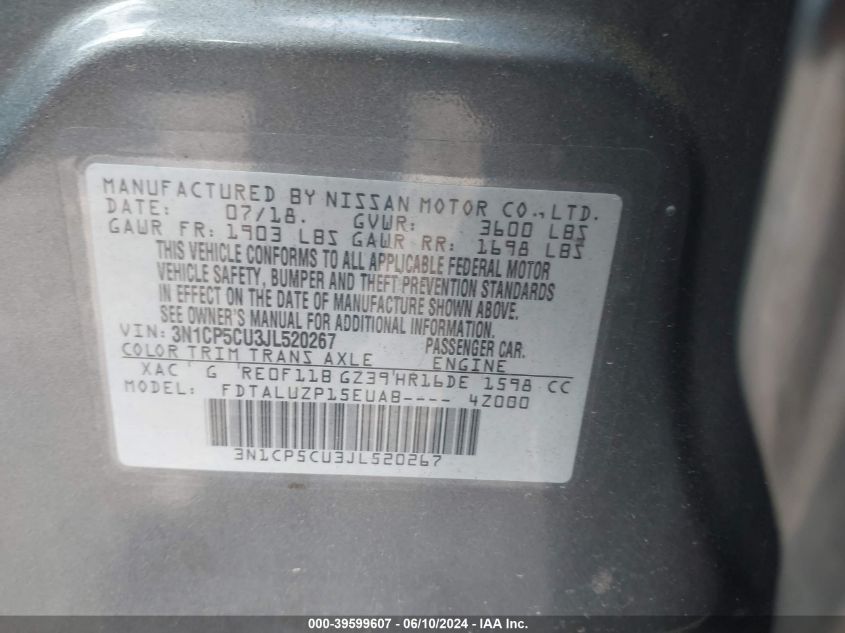 MANUFACTURED BY NISSAN MOTOR CO.,LTD.
DATE: 07/18. GVWR: 3600 LBS
GAWR FR: 1903 LBS GAWR RR: 1698 LBS
THIS VEHICLE CONFORMS TO ALL APPLICABLE FEDERAL MOTOR
VEHICLE SAFETY, BUMPER AND THEFT PREVENTION STANDARDS
IN EFFECT ON THE DATE OF MANUFACTURE SHOWN ABOVE.
SEE OWNER'S MANUAL FOR ADDITIONAL INFORMATION.
VIN: 3N1CP5CU3JL520267 PASSENGER CAR.
COLOR TRIM TRANS AXLE ENGINE
XAC ' G 'RE0F11B GZ39'HR16DE 1598 CC
MODEL: FDTALUZP15EUAB---- 4Z000
3N1CP5CU3JL520267
000-39599607 - 06/10/2024 - IAA Inc.